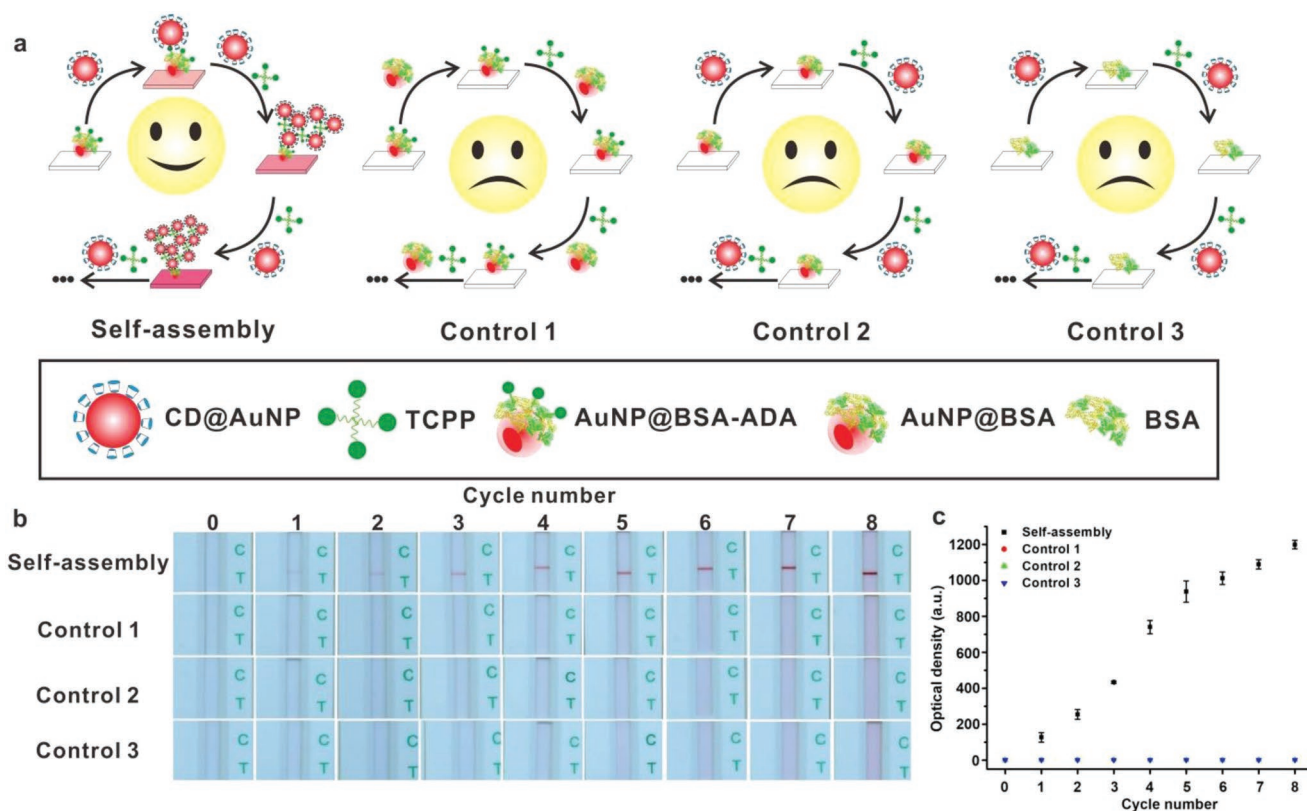 a
Self-assembly Control 1 Control 2 Control 3
CD@AuNP TCPP AuNP@BSA-ADA AuNP@BSA BSA
Cycle number
b
0 1 2 3 4 5 6 7 8
Self-assembly C C C C C C C C C
T T T T T T T T T
Control 1 C C C C C C C C C
T T T T T T T T T
Control 2 C C C C C C C C C
T T T T T T T T T
Control 3 C C C C C C C C C
T T T T T T T T T
c
Self-assembly
Control 1
Control 2
Control 3
Optical density (a.u.)
1200
1000
800
600
400
200
0
0 1 2 3 4 5 6 7 8
Cycle number